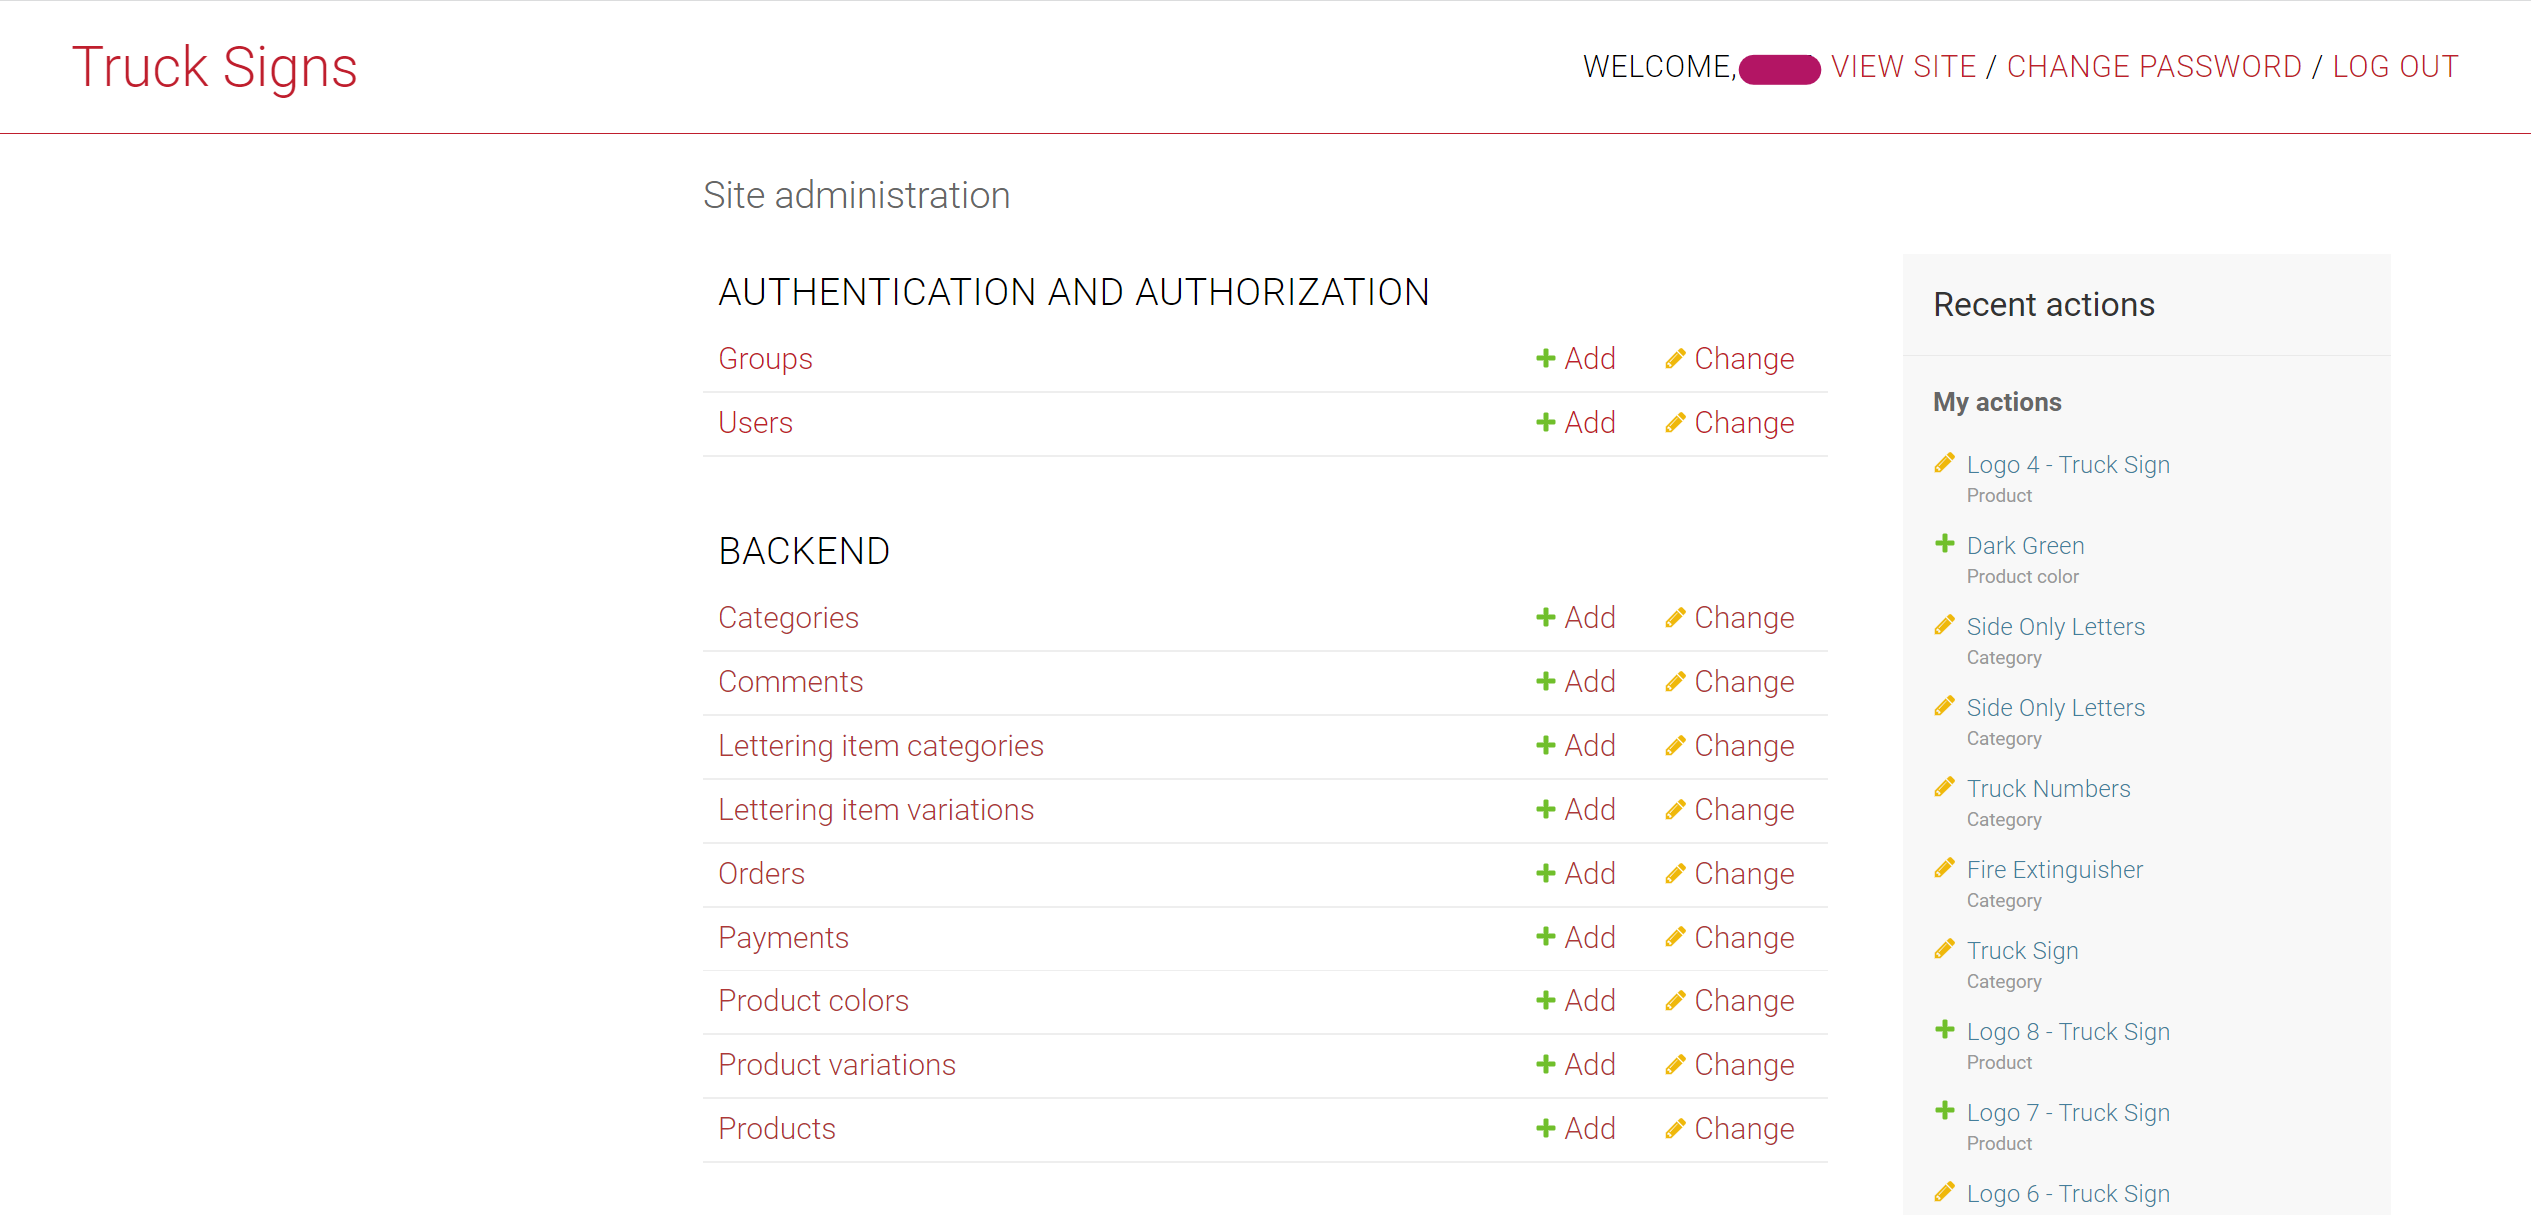 Truck Signs
WELCOME, VIEW SITE / CHANGE PASSWORD / LOG OUT
Site administration
AUTHENTICATION AND AUTHORIZATION
Groups Add Change
Users Add Change
BACKEND
Categories Add Change
Comments Add Change
Lettering item categories Add Change
Lettering item variations Add Change
Orders Add Change
Payments Add Change
Product colors Add Change
Product variations Add Change
Products Add Change
Recent actions
My actions
Logo 4 - Truck Sign
Product
Dark Green
Product color
Side Only Letters
Category
Side Only Letters
Category
Truck Numbers
Category
Fire Extinguisher
Category
Truck Sign
Category
Logo 8 - Truck Sign
Product
Logo 7 - Truck Sign
Product
Logo 6 - Truck Sign